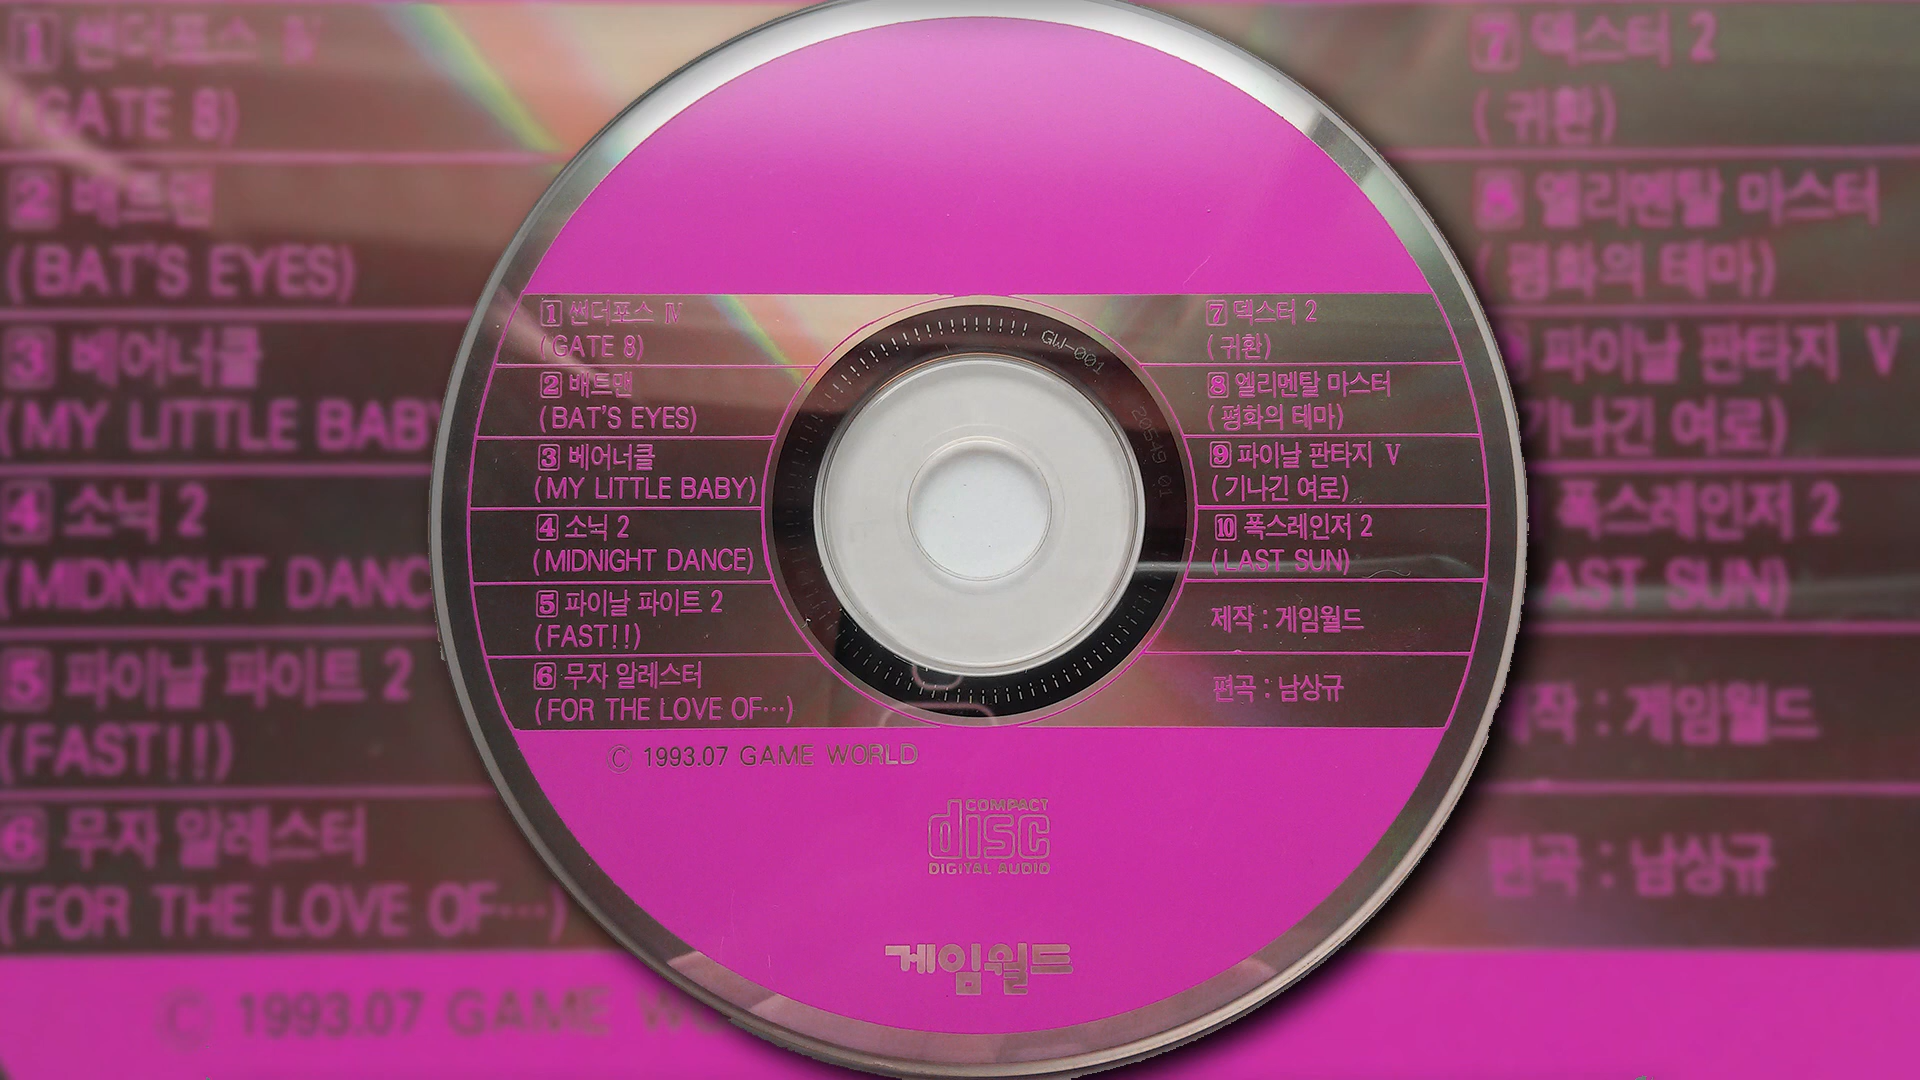 1 썬더포스 Ⅳ
(GATE 8)
2 배트맨
(BAT'S EYES)
3 베어너클
(MY LITTLE BABY)
4 소닉 2
(MIDNIGHT DANCE)
5 파이날 파이트 2
(FAST!!)
6 무자 알레스터
(FOR THE LOVE OF…)
7 덱스터 2
(귀환)
8 엘리멘탈 마스터
(평화의 테마)
9 파이날 판타지 Ⅴ
(기나긴 여로)
10 폭스레인저 2
(LAST SUN)
제작 : 게임월드
편곡 : 남상규
GW-001
20549 01
© 1993.07 GAME WORLD
COMPACT
disc
DIGITAL AUDIO
게임월드